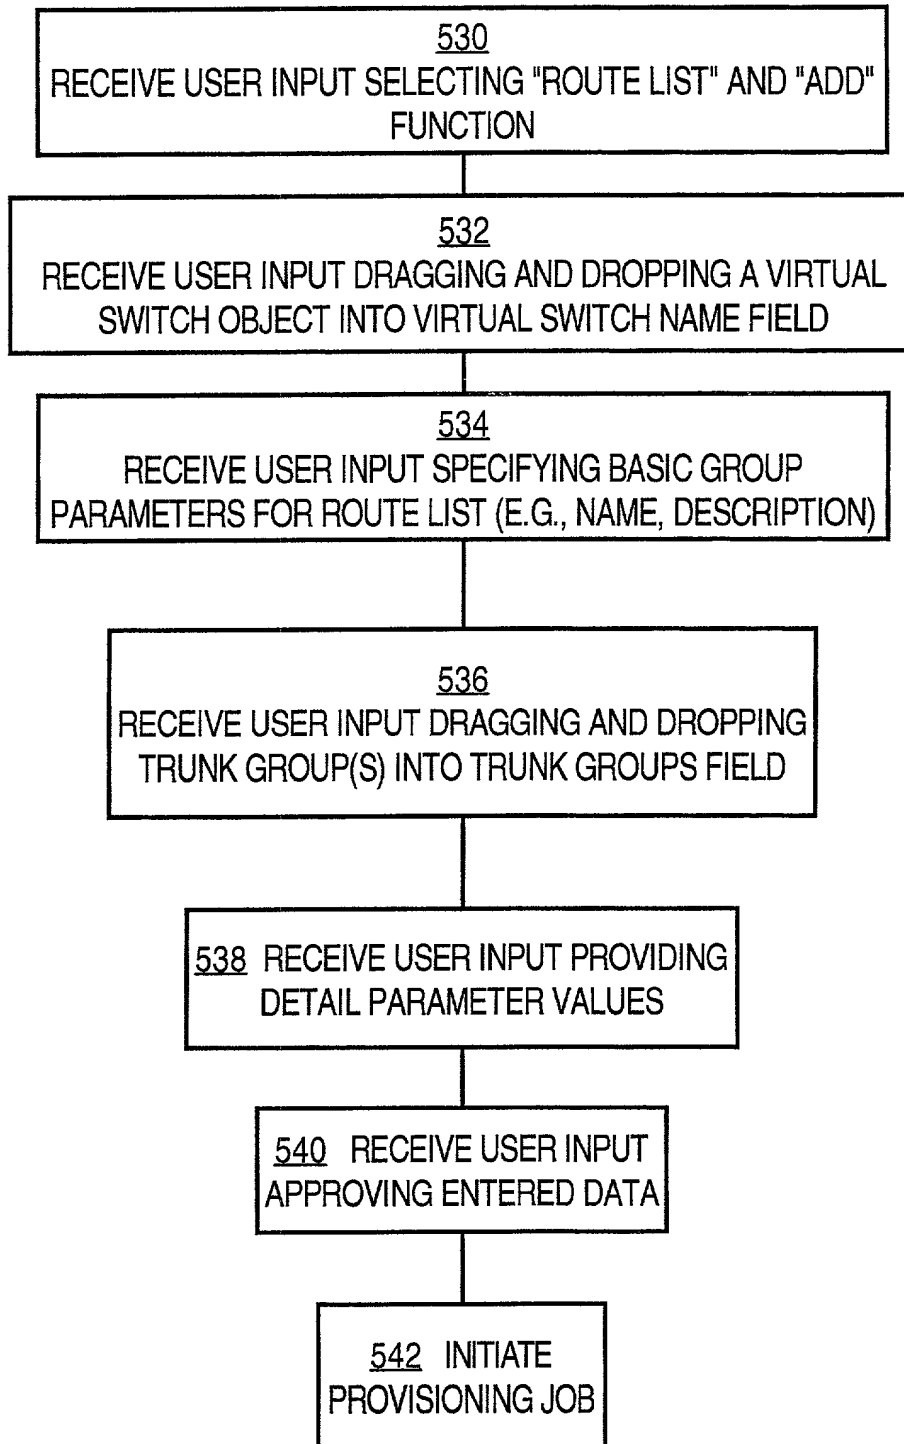 530
RECEIVE USER INPUT SELECTING "ROUTE LIST" AND "ADD"
FUNCTION
532
RECEIVE USER INPUT DRAGGING AND DROPPING A VIRTUAL
SWITCH OBJECT INTO VIRTUAL SWITCH NAME FIELD
534
RECEIVE USER INPUT SPECIFYING BASIC GROUP
PARAMETERS FOR ROUTE LIST (E.G., NAME, DESCRIPTION)
536
RECEIVE USER INPUT DRAGGING AND DROPPING
TRUNK GROUP(S) INTO TRUNK GROUPS FIELD
538 RECEIVE USER INPUT PROVIDING
DETAIL PARAMETER VALUES
540 RECEIVE USER INPUT
APPROVING ENTERED DATA
542 INITIATE
PROVISIONING JOB